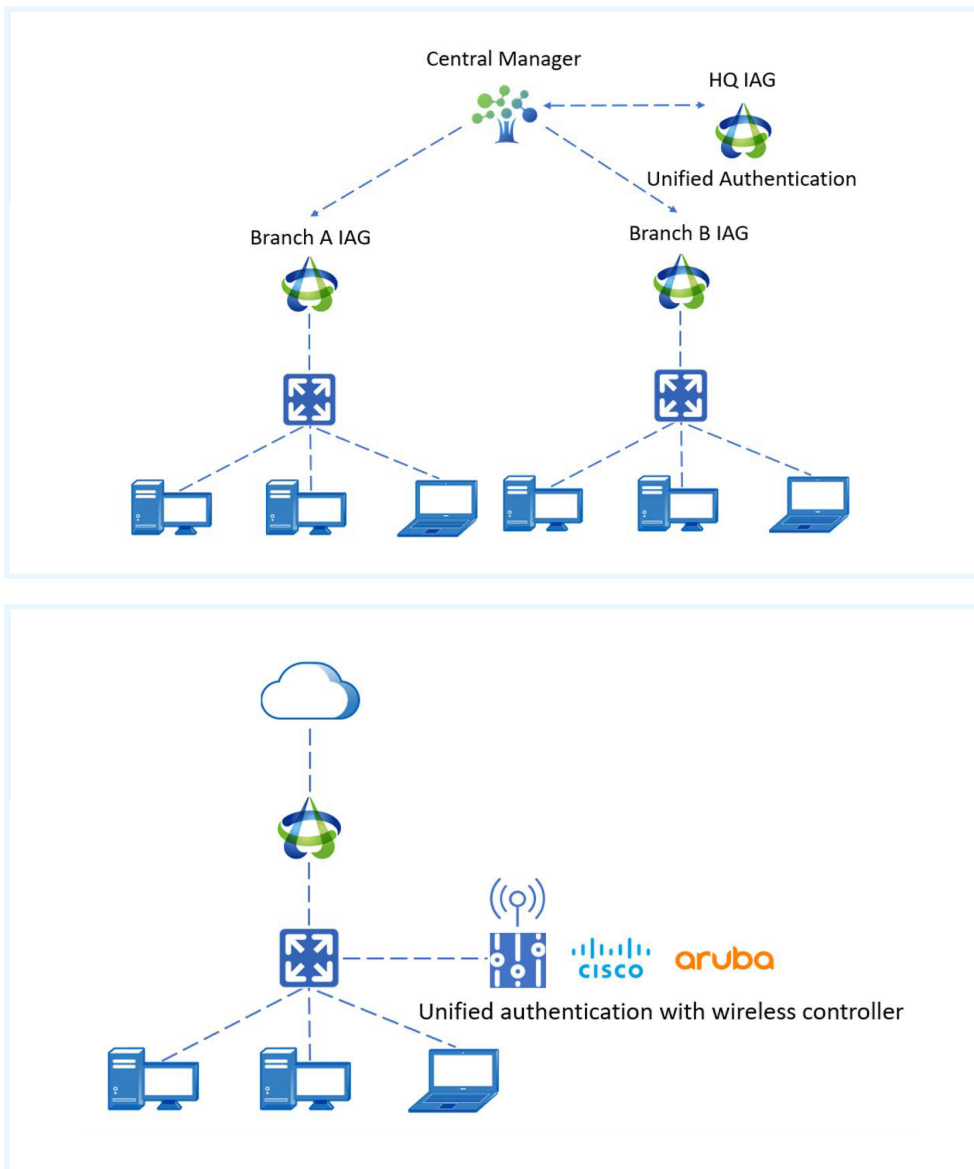 Central Manager
HQ IAG
Unified Authentication
Branch A IAG
Branch B IAG
CISCO
aruba
Unified authentication with wireless controller